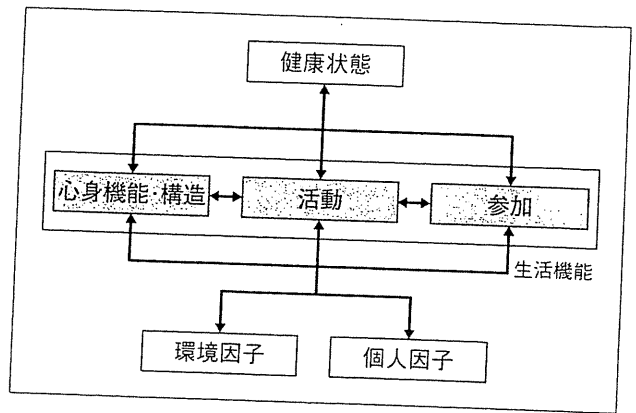 健康状態
心身機能・構造
活動
参加
生活機能
環境因子
個人因子